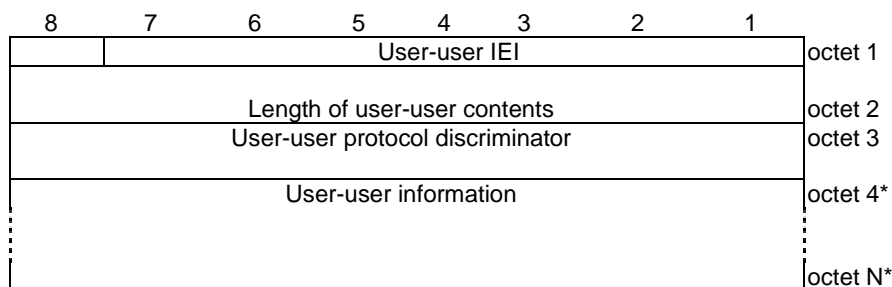 8 7 6 5 4 3 2 1
User-user IEI octet 1
Length of user-user contents octet 2
User-user protocol discriminator octet 3
User-user information octet 4*
octet N*